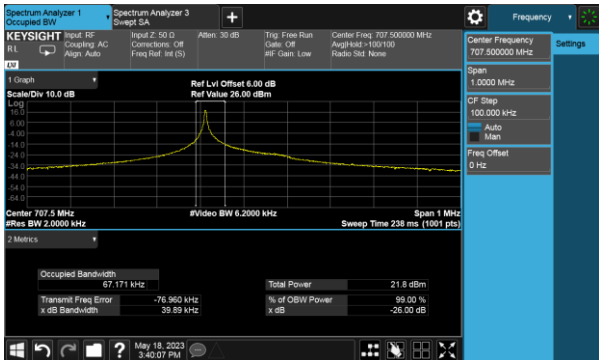 Spectrum Analyzer 1
Occupied BW
Spectrum Analyzer 3
Swept SA
Frequency
KEYSIGHT
Input: RF
Coupling: AC
Align: Auto
Input Z: 50 Ω
Corrections: Off
Freq Ref: Int (S)
Atten: 30 dB
Trig: Free Run
Gate: Off
#IF Gain: Low
Center Freq: 707.500000 MHz
Avg|Hold:>100/100
Radio Std: None
R L
LXI
Center Frequency
707.500000 MHz
Settings
Span
1.0000 MHz
CF Step
100.000 kHz
Auto
Man
Freq Offset
0 Hz
1 Graph
Scale/Div 10.0 dB
Ref Lvl Offset 6.00 dB
Ref Value 26.00 dBm
Log
16.0
6.00
-4.00
-14.0
-24.0
-34.0
-44.0
-54.0
-64.0
Center 707.5 MHz
#Res BW 2.0000 kHz
#Video BW 6.2000 kHz
Span 1 MHz
Sweep Time 238 ms (1001 pts)
2 Metrics
Occupied Bandwidth
67.171 kHz
Total Power 21.8 dBm
Transmit Freq Error -76.960 kHz
% of OBW Power 99.00 %
x dB Bandwidth 39.89 kHz
x dB -26.00 dB
May 18, 2023
3:40:07 PM